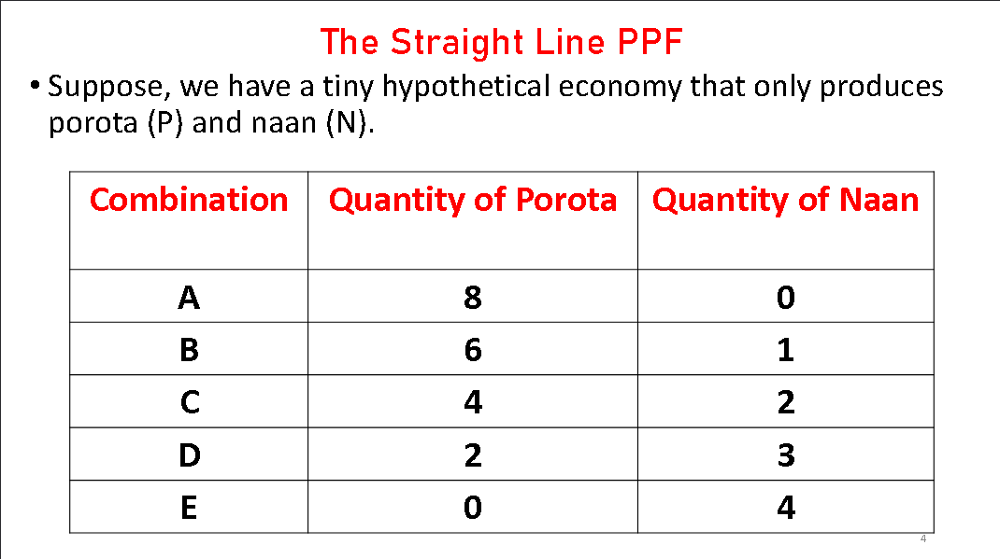 The Straight Line PPF
• Suppose, we have a tiny hypothetical economy that only produces
porota (P) and naan (N).
Combination Quantity of Porota Quantity of Naan
A 8 0
B 6 1
C 4 2
D 2 3
E 0 4
4